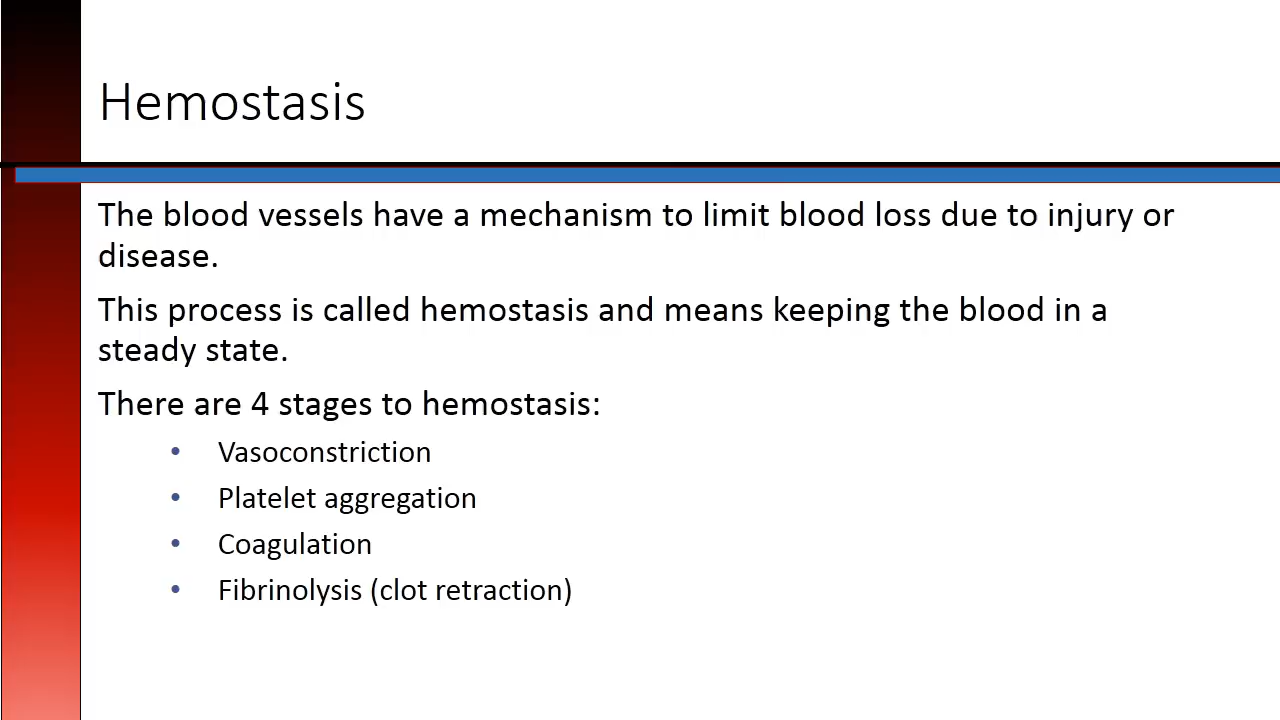 Hemostasis
The blood vessels have a mechanism to limit blood loss due to injury or
disease.
This process is called hemostasis and means keeping the blood in a
steady state.
There are 4 stages to hemostasis:
• Vasoconstriction
• Platelet aggregation
• Coagulation
• Fibrinolysis (clot retraction)